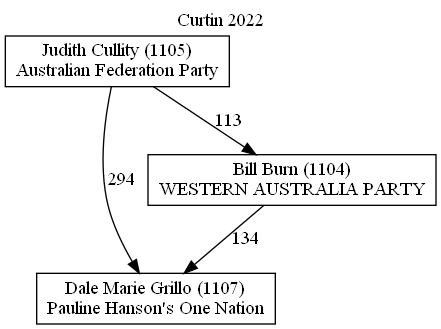 Curtin 2022
Judith Cullity (1105)
Australian Federation Party
113
Bill Burn (1104)
WESTERN AUSTRALIA PARTY
294
134
Dale Marie Grillo (1107)
Pauline Hanson's One Nation